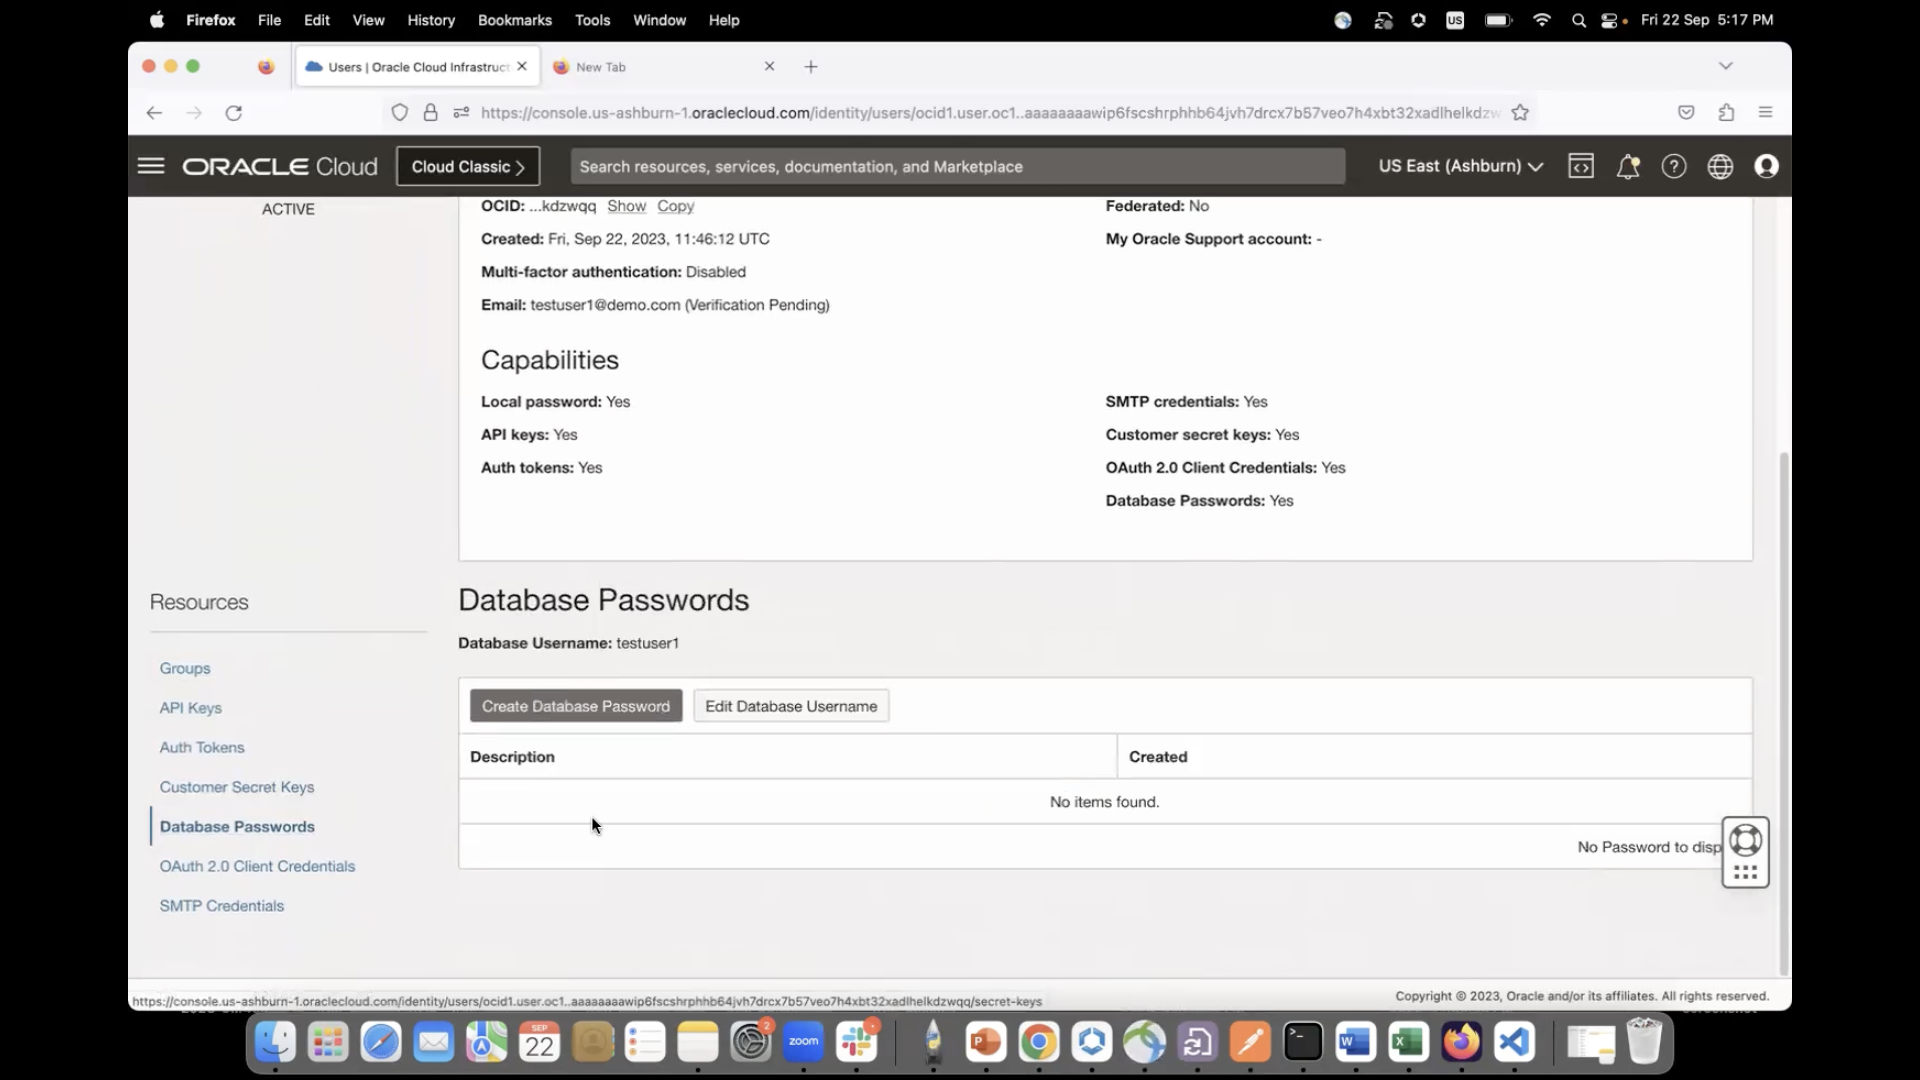 Firefox File Edit View History Bookmarks Tools Window Help US Fri 22 Sep 5:17 PM
Users | Oracle Cloud Infrastruct New Tab
https://console.us-ashburn-1.oraclecloud.com/identity/users/ocid1.user.oc1..aaaaaaaawip6fscshrphhb64jvh7drcx7b57veo7h4xbt32xadlhelkdzw
ORACLE Cloud Cloud Classic Search resources, services, documentation, and Marketplace US East (Ashburn)
ACTIVE
OCID: ...kdzwqq Show Copy
Federated: No
Created: Fri, Sep 22, 2023, 11:46:12 UTC
My Oracle Support account: -
Multi-factor authentication: Disabled
Email: testuser1@demo.com (Verification Pending)
Capabilities
Local password: Yes
SMTP credentials: Yes
API keys: Yes
Customer secret keys: Yes
Auth tokens: Yes
OAuth 2.0 Client Credentials: Yes
Database Passwords: Yes
Resources
Groups
API Keys
Auth Tokens
Customer Secret Keys
Database Passwords
OAuth 2.0 Client Credentials
SMTP Credentials
Database Passwords
Database Username: testuser1
Create Database Password Edit Database Username
Description Created
No items found.
No Password to disp
https://console.us-ashburn-1.oraclecloud.com/identity/users/ocid1.user.oc1..aaaaaaaawip6fscshrphhb64jvh7drcx7b57veo7h4xbt32xadlhelkdzwqq/secret-keys
Copyright © 2023, Oracle and/or its affiliates. All rights reserved.
SEP
22
2
zoom